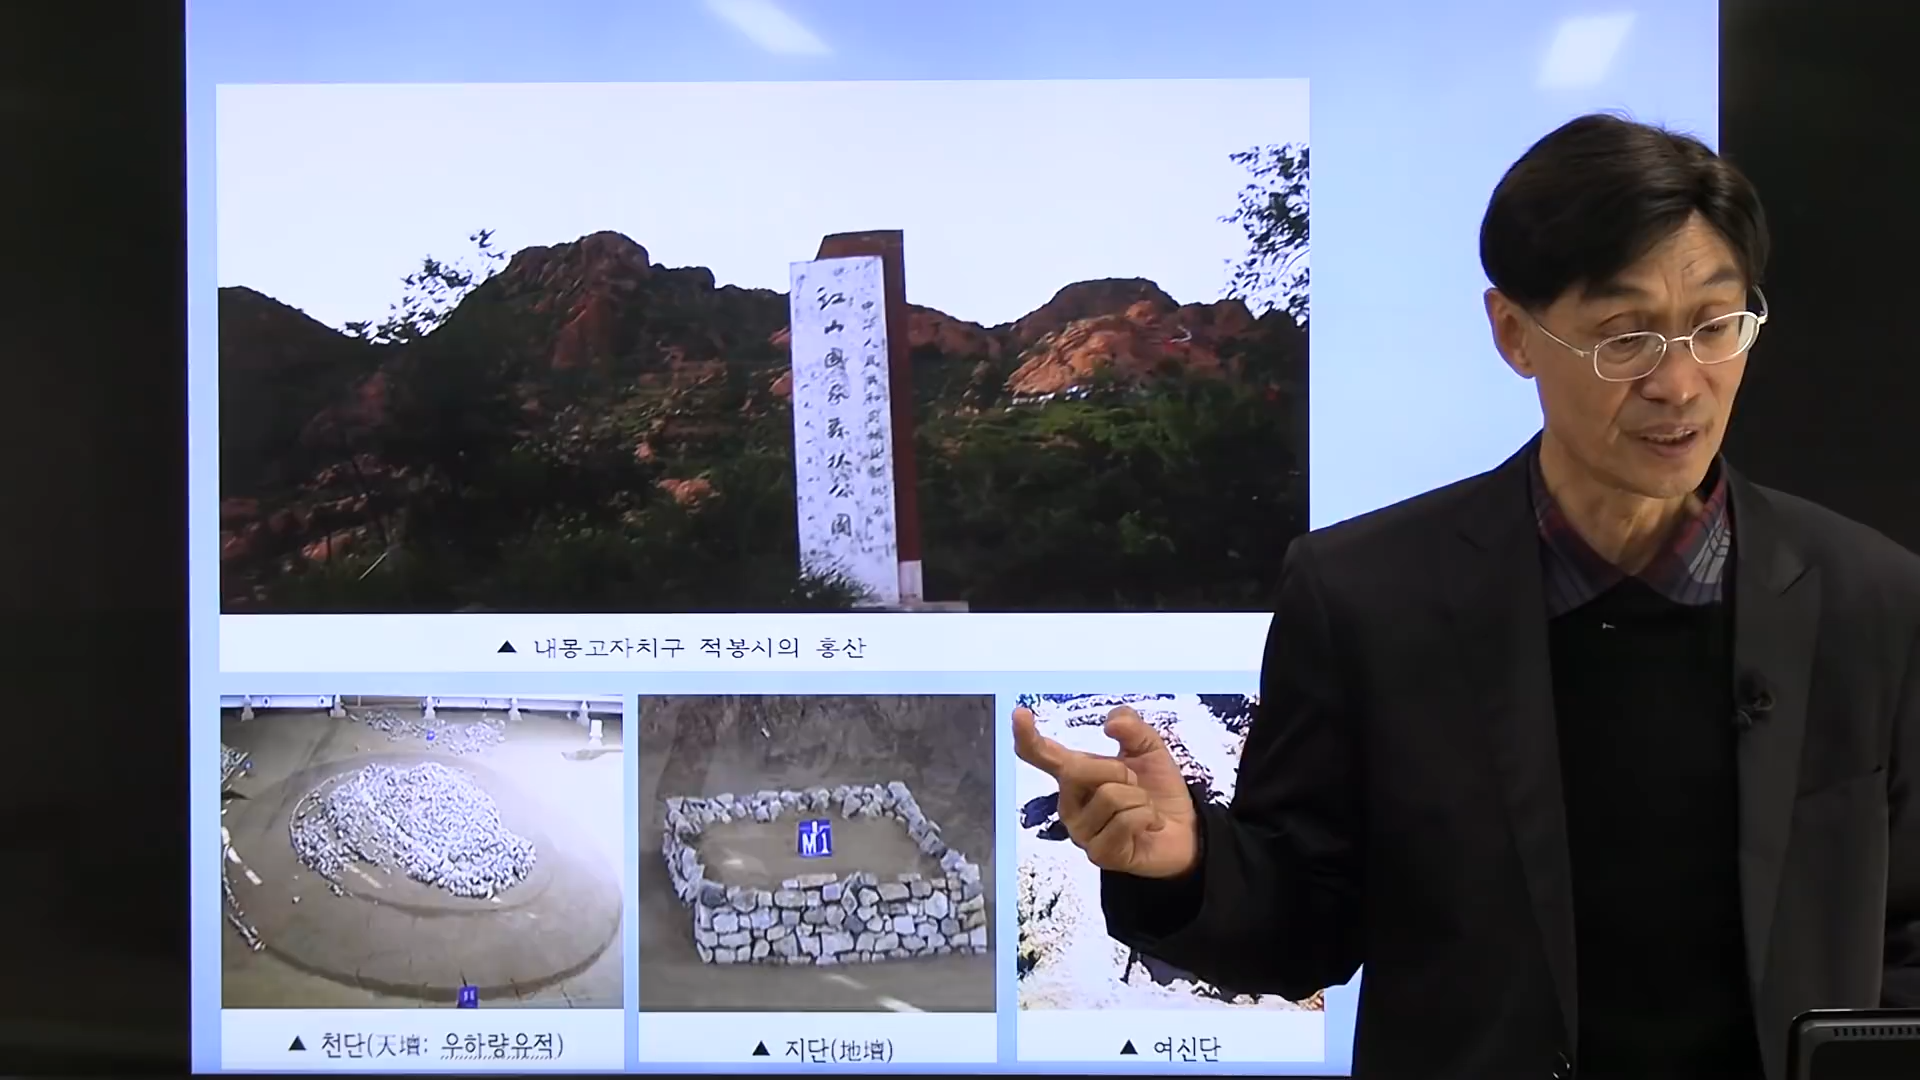 红山国家森林公园
▲ 내몽고자치구 적봉시의 홍산
M1
▲ 천단(天壇: 우하량유적)
▲ 지단(地壇)
▲ 여신단